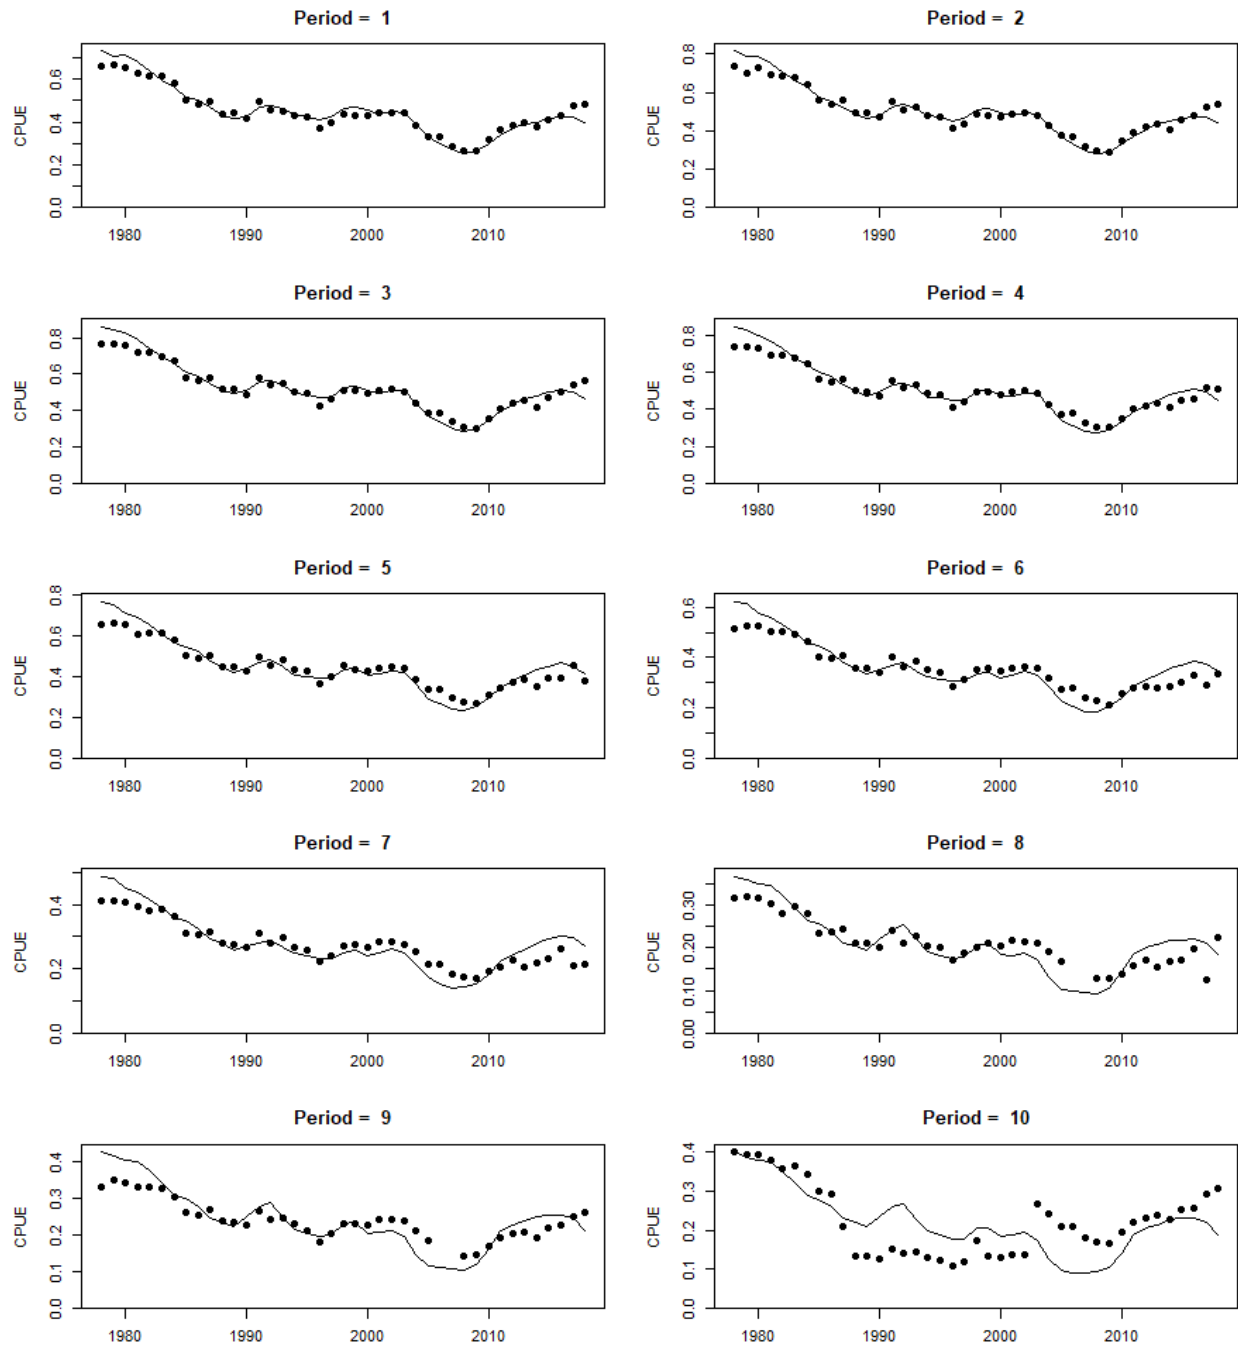 Period = 1
0.0 0.2 0.4 0.6
CPUE
1980 1990 2000 2010
Period = 2
0.0 0.2 0.4 0.6 0.8
CPUE
1980 1990 2000 2010
Period = 3
0.0 0.2 0.4 0.6 0.8
CPUE
1980 1990 2000 2010
Period = 4
0.0 0.2 0.4 0.6 0.8
CPUE
1980 1990 2000 2010
Period = 5
0.0 0.2 0.4 0.6 0.8
CPUE
1980 1990 2000 2010
Period = 6
0.0 0.2 0.4 0.6
CPUE
1980 1990 2000 2010
Period = 7
0.0 0.2 0.4
CPUE
1980 1990 2000 2010
Period = 8
0.00 0.10 0.20 0.30
CPUE
1980 1990 2000 2010
Period = 9
0.0 0.1 0.2 0.3 0.4
CPUE
1980 1990 2000 2010
Period = 10
0.0 0.1 0.2 0.3 0.4
CPUE
1980 1990 2000 2010